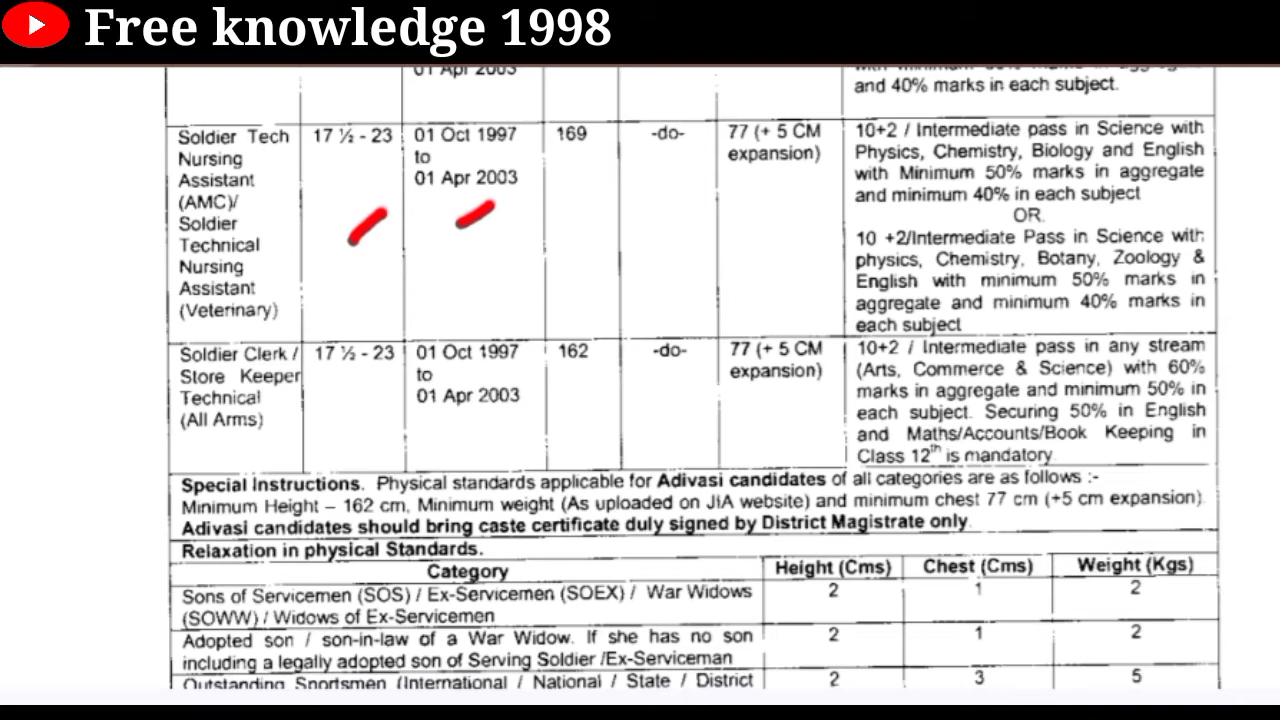 Free knowledge 1998
01 Apr 2003
and 40% marks in each subject.
Soldier Tech
Nursing
Assistant
(AMC)/
Soldier
Technical
Nursing
Assistant
(Veterinary)
17 ½ - 23
01 Oct 1997
to
01 Apr 2003
169
-do-
77 (+ 5 CM
expansion)
10+2 / Intermediate pass in Science with
Physics, Chemistry, Biology and English
with Minimum 50% marks in aggregate
and minimum 40% in each subject
OR.
10 +2/Intermediate Pass in Science with
physics, Chemistry, Botany, Zoology &
English with minimum 50% marks in
aggregate and minimum 40% marks in
each subject
Soldier Clerk /
Store Keeper
Technical
(All Arms)
17 ½ - 23
01 Oct 1997
to
01 Apr 2003
162
-do-
77 (+ 5 CM
expansion)
10+2 / Intermediate pass in any stream
(Arts, Commerce & Science) with 60%
marks in aggregate and minimum 50% in
each subject. Securing 50% in English
and Maths/Accounts/Book Keeping in
Class 12th is mandatory
Special Instructions. Physical standards applicable for Adivasi candidates of all categories are as follows :-
Minimum Height – 162 cm, Minimum weight (As uploaded on JIA website) and minimum chest 77 cm (+5 cm expansion)
Adivasi candidates should bring caste certificate duly signed by District Magistrate only.
Relaxation in physical Standards.
Category Height (Cms) Chest (Cms) Weight (Kgs)
Sons of Servicemen (SOS) / Ex-Servicemen (SOEX) / War Widows 2 1 2
(SOWW) / Widows of Ex-Servicemen
Adopted son / son-in-law of a War Widow. If she has no son 2 1 2
including a legally adopted son of Serving Soldier /Ex-Serviceman
Outstanding Sportsmen (International / National / State / District 2 3 5